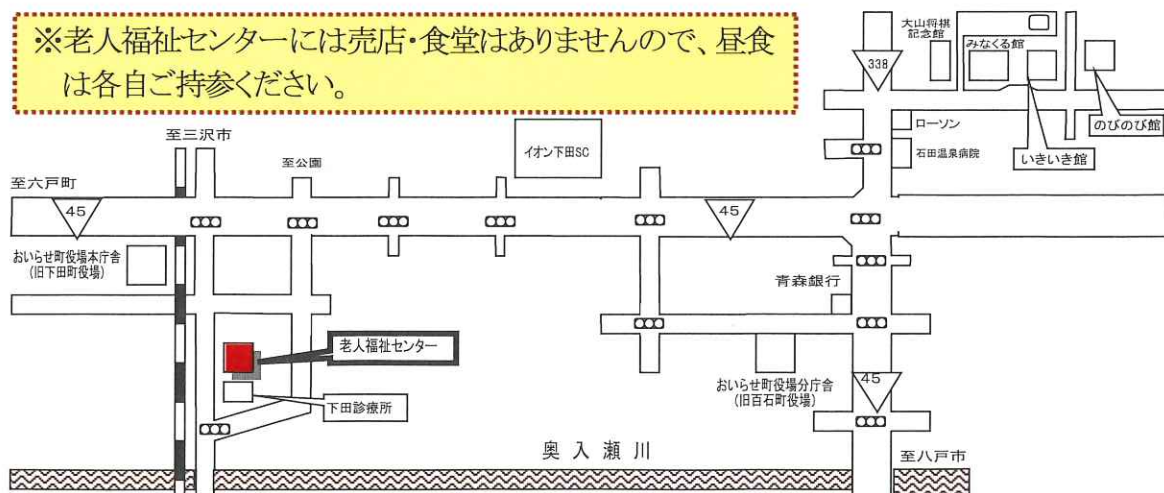 ※老人福祉センターには売店・食堂はありませんので、昼食
は各自ご持参ください。
大山将棋
記念館
みなくる館
338
のびのび館
ローソン
いきいき館
石田温泉病院
至三沢市
イオン下田SC
至公園
至六戸町
45
45
おいらせ町役場本庁舎
(旧下田町役場)
青森銀行
老人福祉センター
おいらせ町役場分庁舎
(旧百石町役場)
45
下田診療所
奥入瀬川
至八戸市